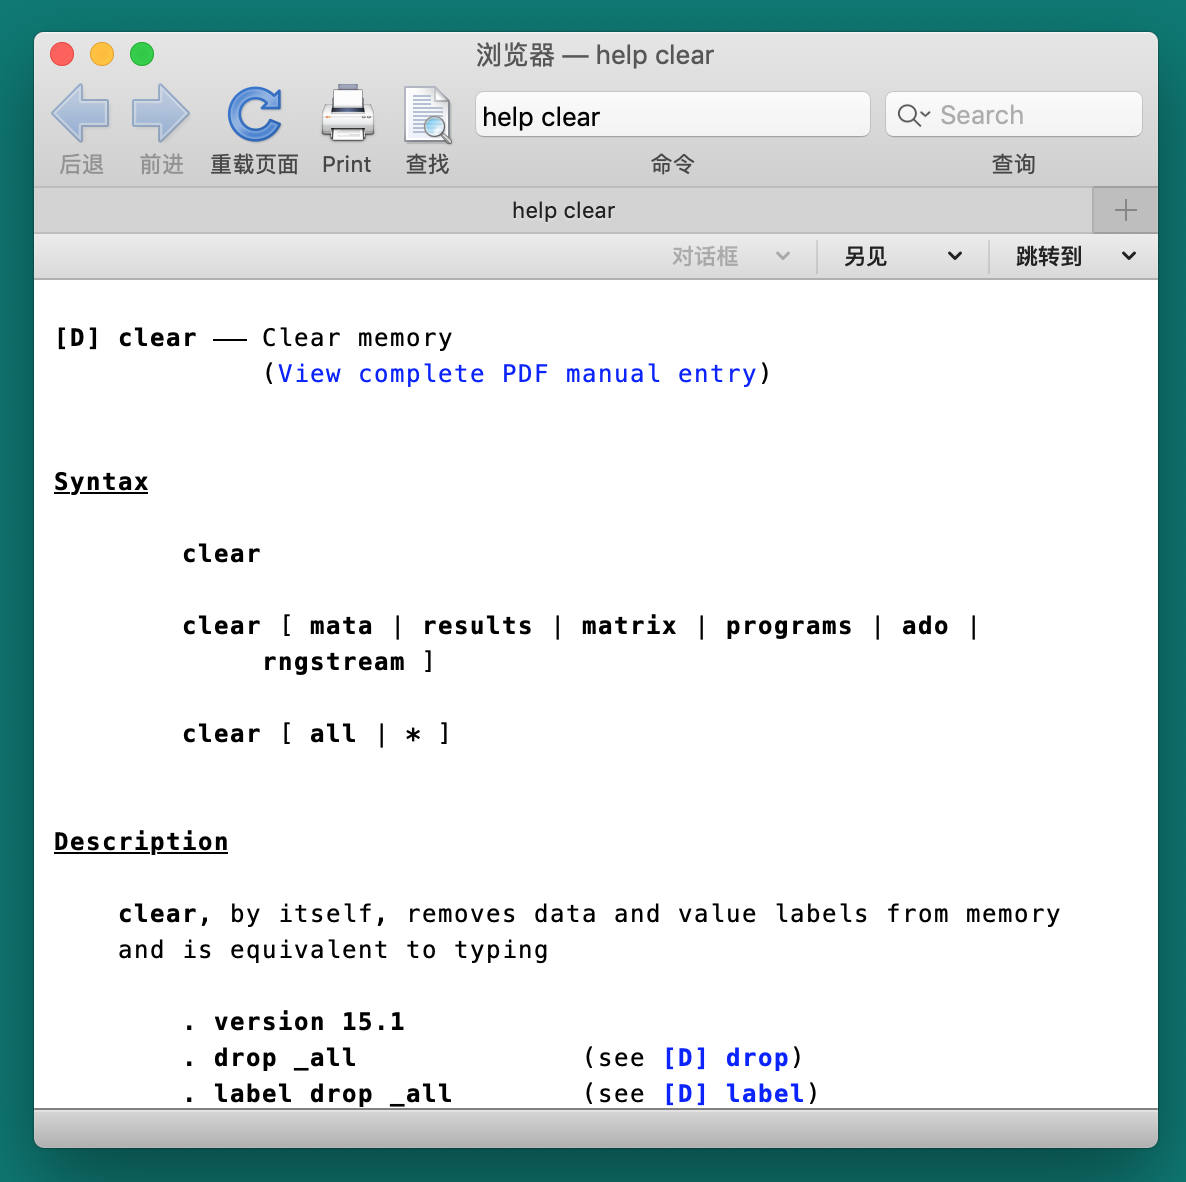 浏览器 — help clear
help clear
Search
后退 前进 重载页面 Print 查找 命令 查询
help clear
对话框 另见 跳转到
[D] clear — Clear memory
(View complete PDF manual entry)
Syntax
clear
clear [ mata | results | matrix | programs | ado |
rngstream ]
clear [ all | * ]
Description
clear, by itself, removes data and value labels from memory
and is equivalent to typing
. version 15.1
. drop _all (see [D] drop)
. label drop _all (see [D] label)